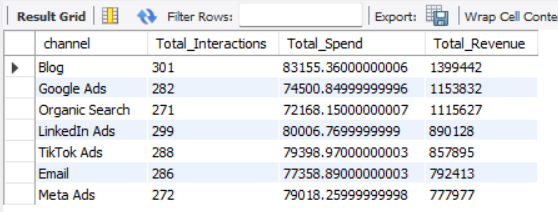 Result Grid Filter Rows: Export: Wrap Cell Conte
channel Total_Interactions Total_Spend Total_Revenue
Blog 301 83155.36000000006 1399442
Google Ads 282 74500.84999999996 1153832
Organic Search 271 72168.15000000007 1115627
LinkedIn Ads 299 80006.7699999999 890128
TikTok Ads 288 79398.97000000003 857895
Email 286 77358.89000000003 792413
Meta Ads 272 79018.25999999998 777977